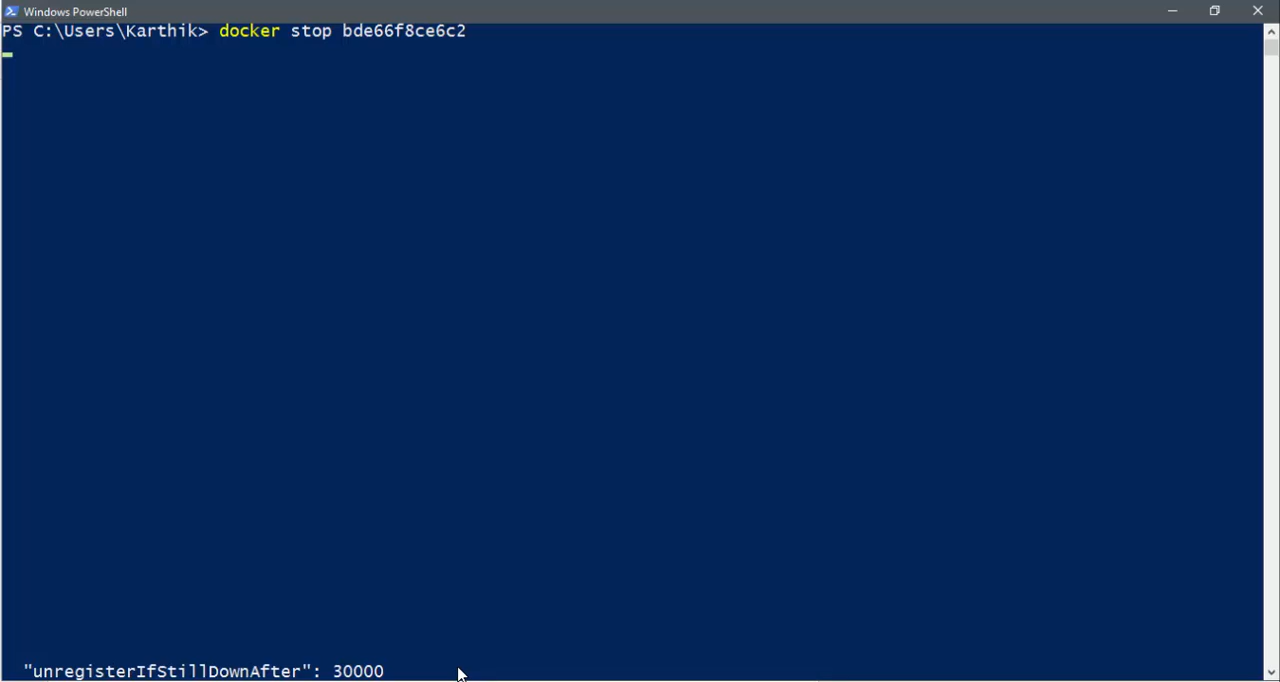 Windows PowerShell
PS C:\Users\Karthik> docker stop bde66f8ce6c2
"unregisterIfStillDownAfter": 30000